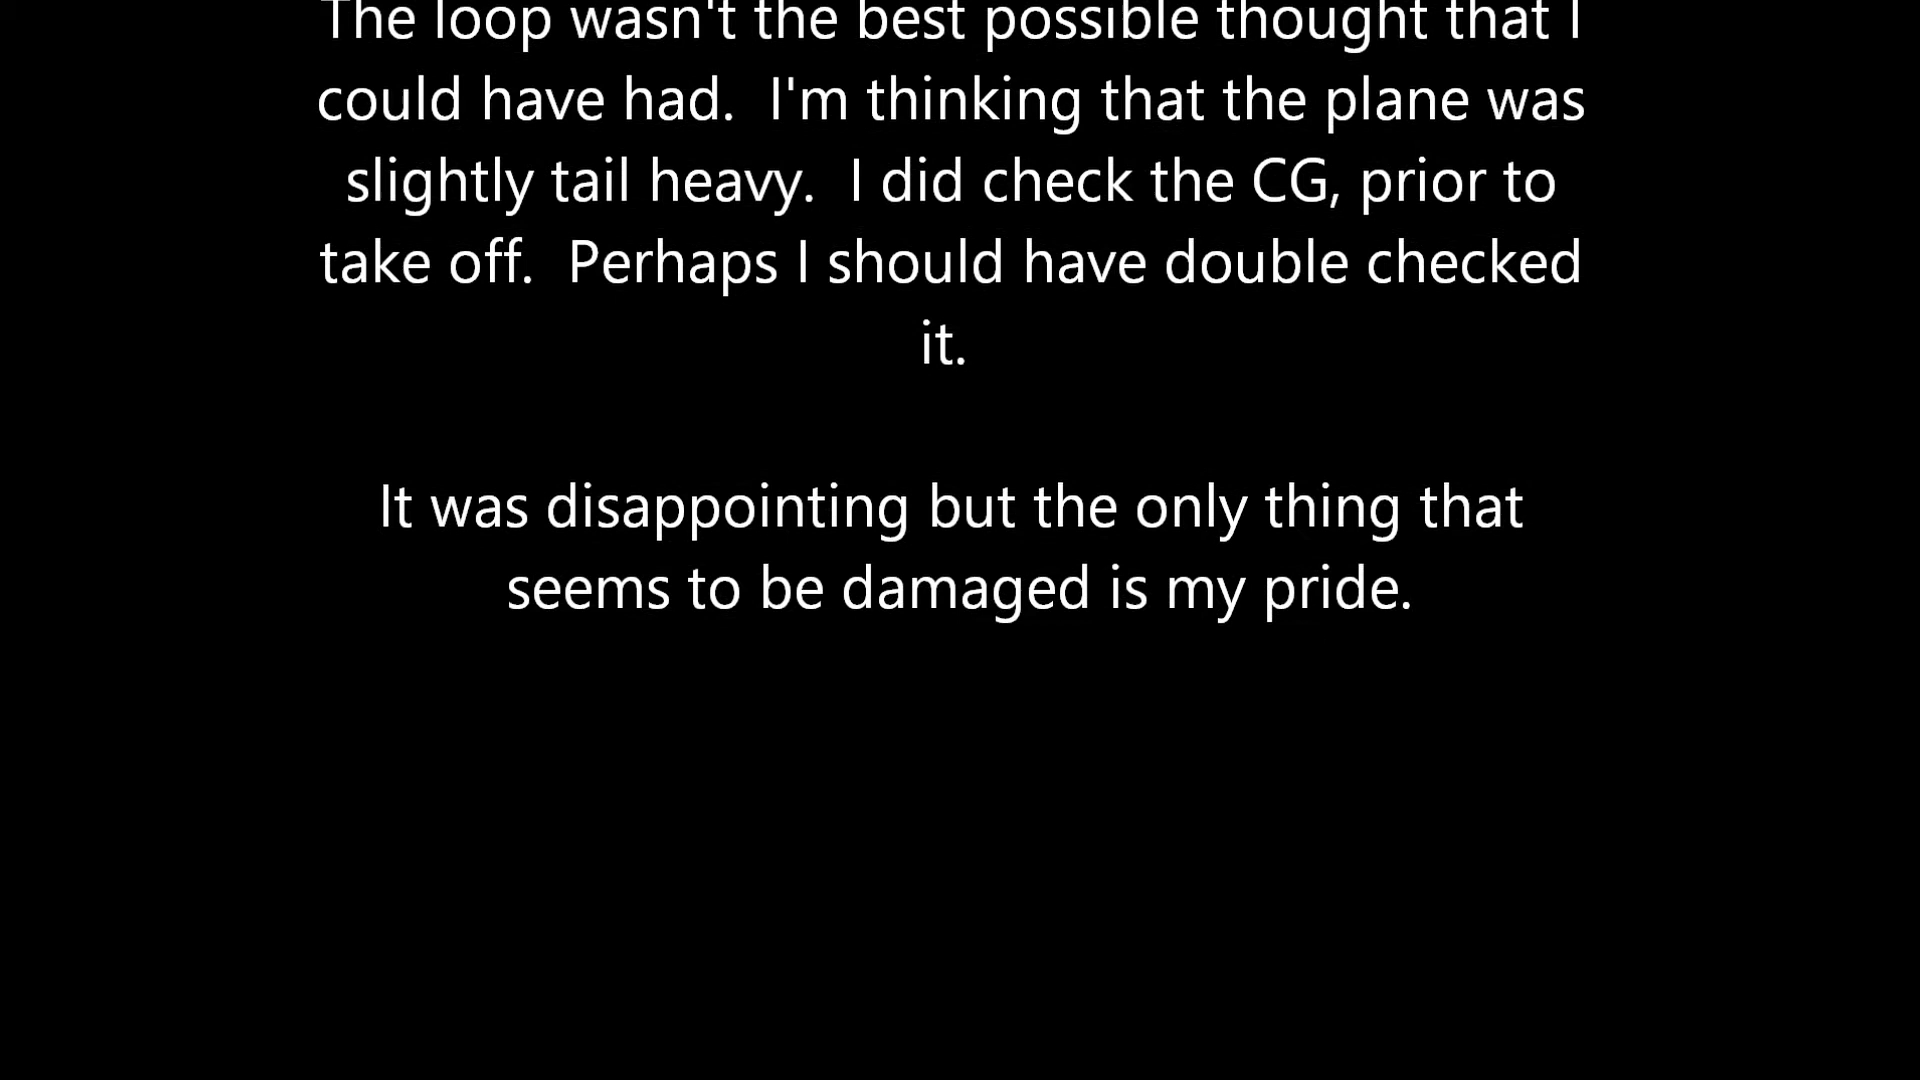 The loop wasn't the best possible thought that I
could have had.  I'm thinking that the plane was
slightly tail heavy.  I did check the CG, prior to
take off.  Perhaps I should have double checked
it.
It was disappointing but the only thing that
seems to be damaged is my pride.